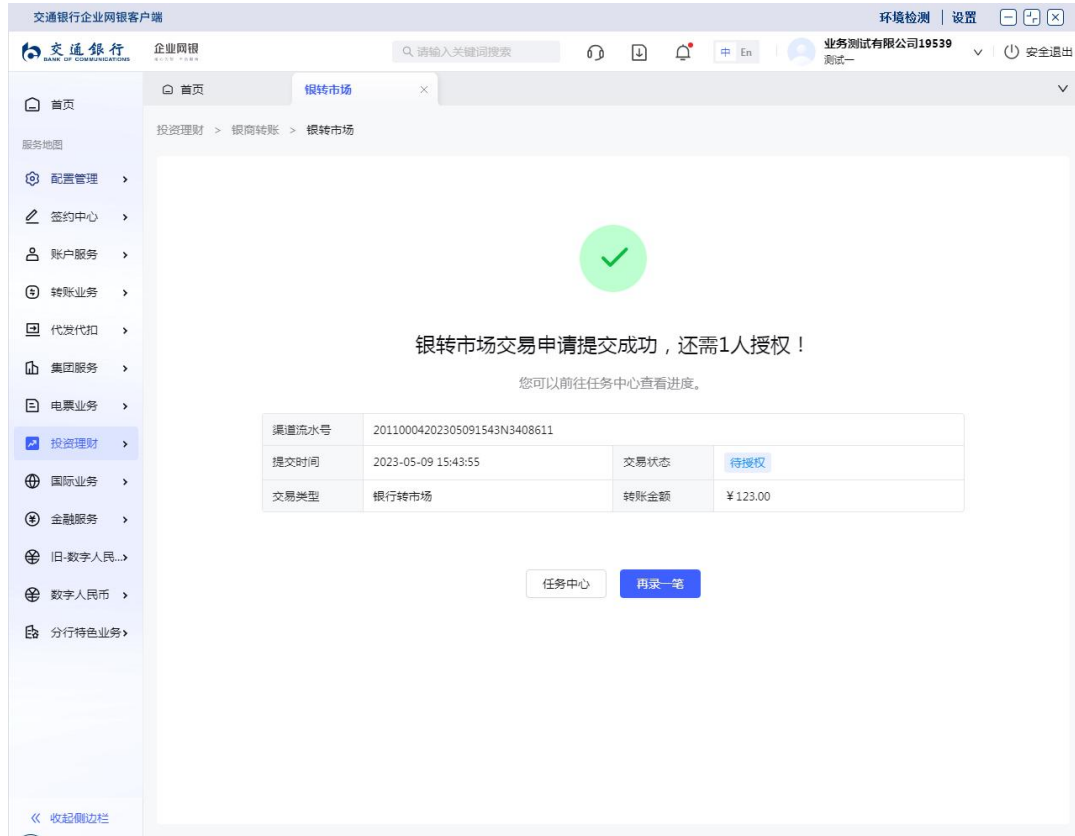 交通银行企业网银客户端
环境检测 | 设置
交通銀行 企业网银
BANK OF COMMUNICATIONS
请输入关键词搜索
中 En
业务测试有限公司19539
测试一
安全退出
首页
首页 银转市场
投资理财 > 银商转账 > 银转市场
服务地图
配置管理
签约中心
账户服务
转账业务
代发代扣
集团服务
电票业务
投资理财
国际业务
金融服务
旧-数字人民...
数字人民币
分行特色业务
收起侧边栏
银转市场交易申请提交成功，还需1人授权！
您可以前往任务中心查看进度。
渠道流水号 20110004202305091543N3408611
提交时间 2023-05-09 15:43:55 交易状态 待授权
交易类型 银行转市场 转账金额 ¥123.00
任务中心 再录一笔